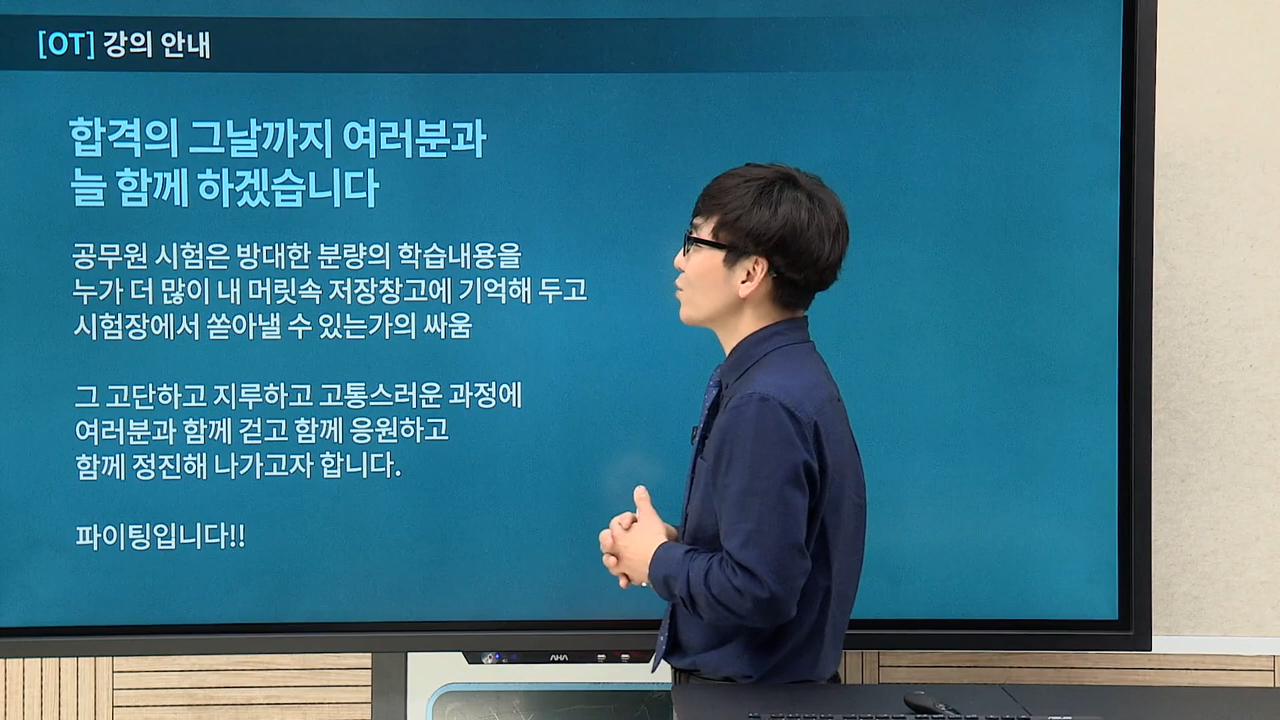 [OT] 강의 안내
합격의 그날까지 여러분과
늘 함께 하겠습니다
공무원 시험은 방대한 분량의 학습내용을
누가 더 많이 내 머릿속 저장창고에 기억해 두고
시험장에서 쏟아낼 수 있는가의 싸움
그 고단하고 지루하고 고통스러운 과정에
여러분과 함께 걷고 함께 응원하고
함께 정진해 나가고자 합니다.
파이팅입니다!!
AHA